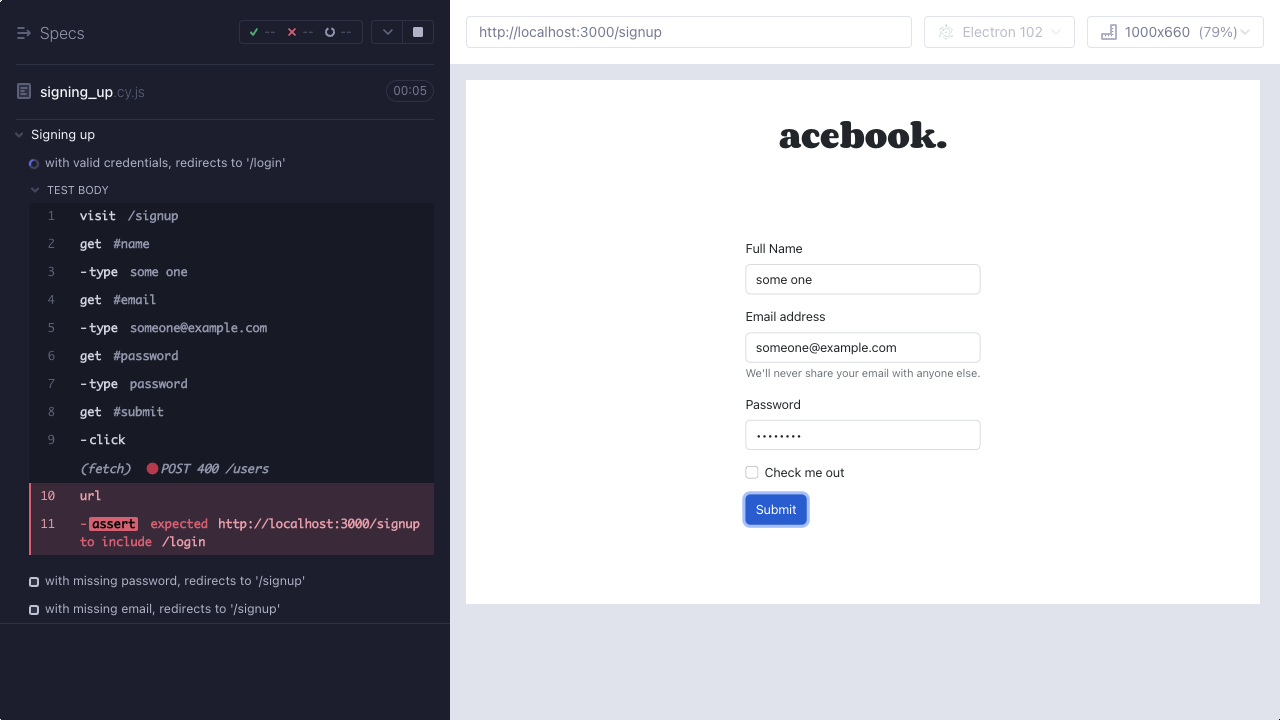 Specs
-- -- --
signing_up.cy.js 00:05
Signing up
with valid credentials, redirects to '/login'
TEST BODY
1 visit /signup
2 get #name
3 -type some one
4 get #email
5 -type someone@example.com
6 get #password
7 -type password
8 get #submit
9 -click
(fetch) POST 400 /users
10 url
11 -assert expected http://localhost:3000/signup
to include /login
with missing password, redirects to '/signup'
with missing email, redirects to '/signup'
http://localhost:3000/signup
Electron 102
1000x660 (79%)
acebook.
Full Name
some one
Email address
someone@example.com
We'll never share your email with anyone else.
Password
••••••••
Check me out
Submit